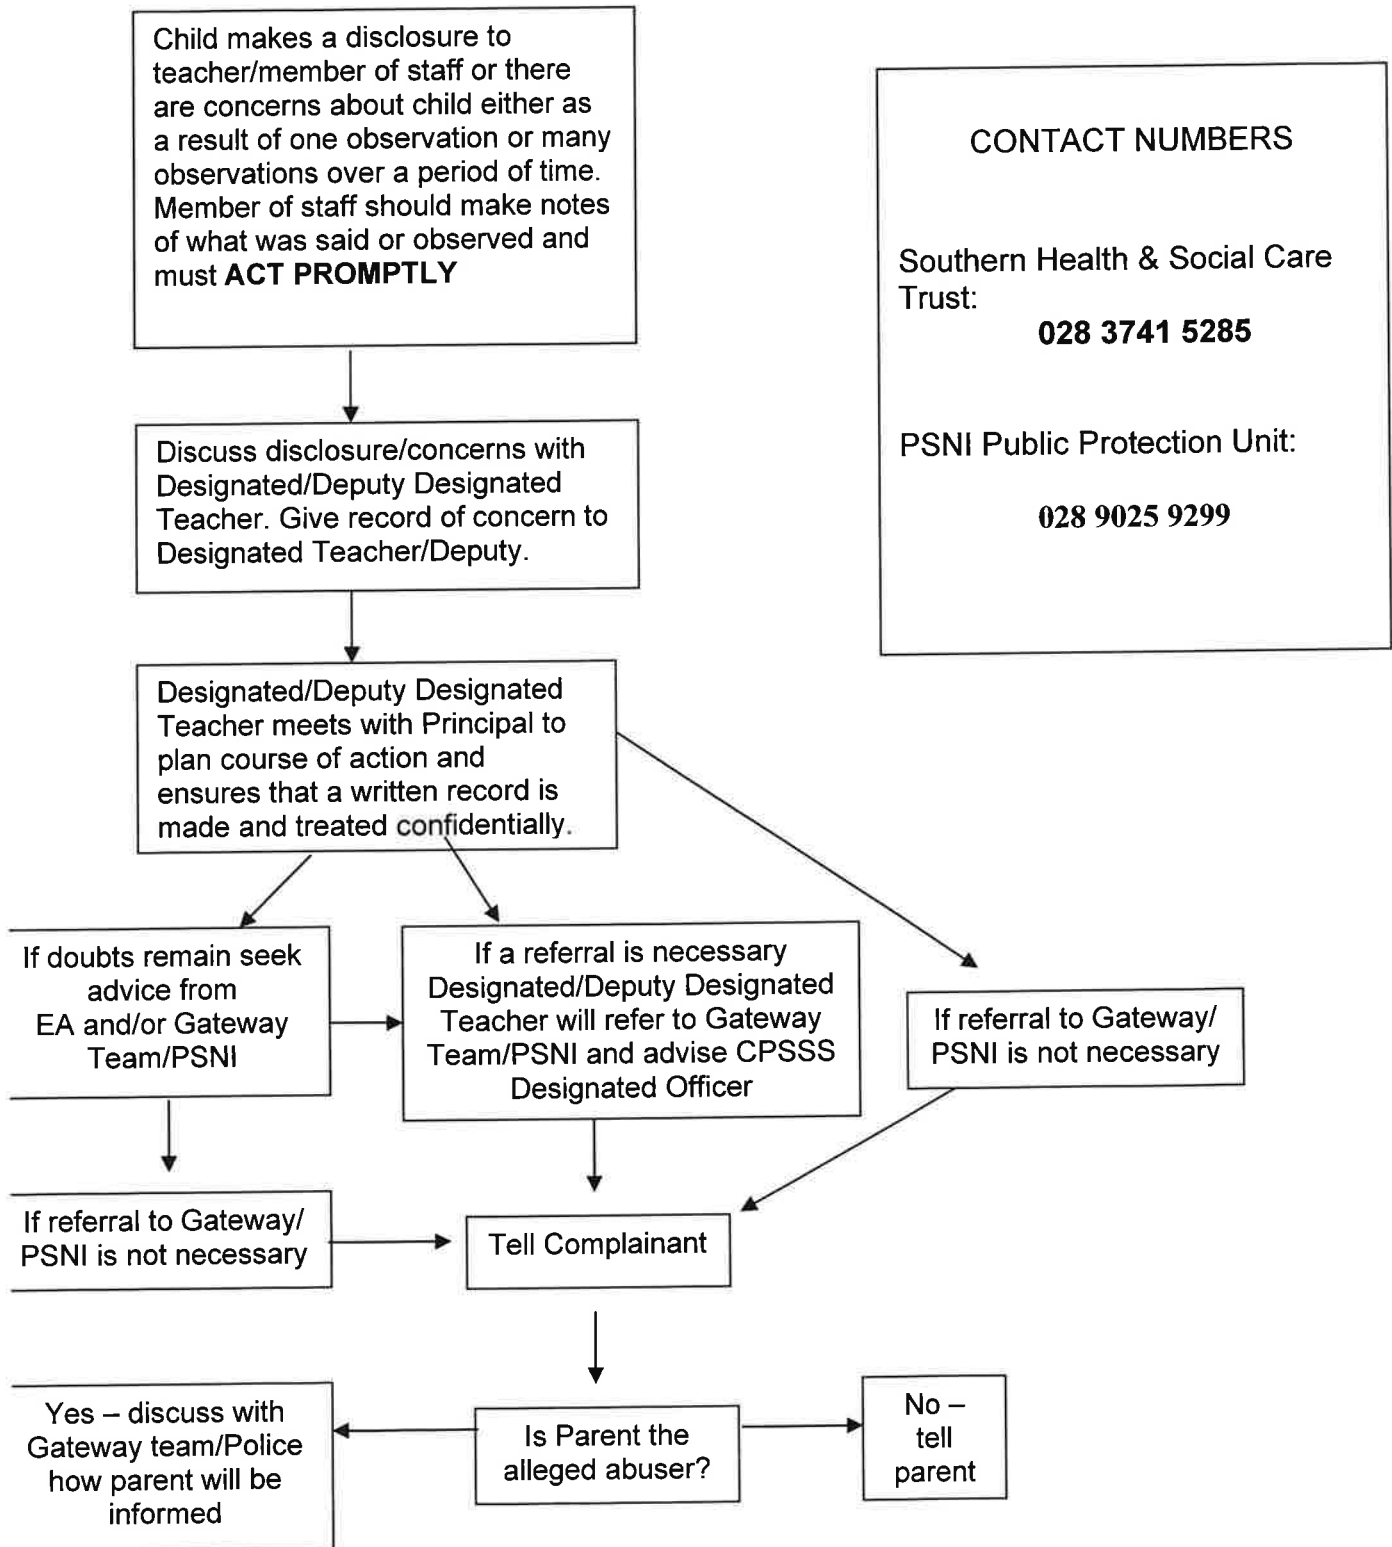 Child makes a disclosure to
teacher/member of staff or there
are concerns about child either as
a result of one observation or many
observations over a period of time.
Member of staff should make notes
of what was said or observed and
must ACT PROMPTLY
CONTACT NUMBERS
Southern Health & Social Care
Trust:
028 3741 5285
PSNI Public Protection Unit:
028 9025 9299
Discuss disclosure/concerns with
Designated/Deputy Designated
Teacher. Give record of concern to
Designated Teacher/Deputy.
Designated/Deputy Designated
Teacher meets with Principal to
plan course of action and
ensures that a written record is
made and treated confidentially.
If doubts remain seek
advice from
EA and/or Gateway
Team/PSNI
If a referral is necessary
Designated/Deputy Designated
Teacher will refer to Gateway
Team/PSNI and advise CPSSS
Designated Officer
If referral to Gateway/
PSNI is not necessary
If referral to Gateway/
PSNI is not necessary
Tell Complainant
Yes – discuss with
Gateway team/Police
how parent will be
informed
Is Parent the
alleged abuser?
No –
tell
parent